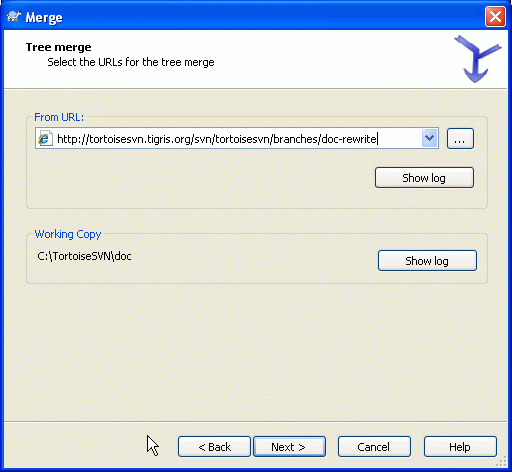 Merge
Tree merge
Select the URLs for the tree merge
From URL:
http://tortoisesvn.tigris.org/svn/tortoisesvn/branches/doc-rewrite
...
Show log
Working Copy
C:\TortoiseSVN\doc
Show log
< Back Next > Cancel Help